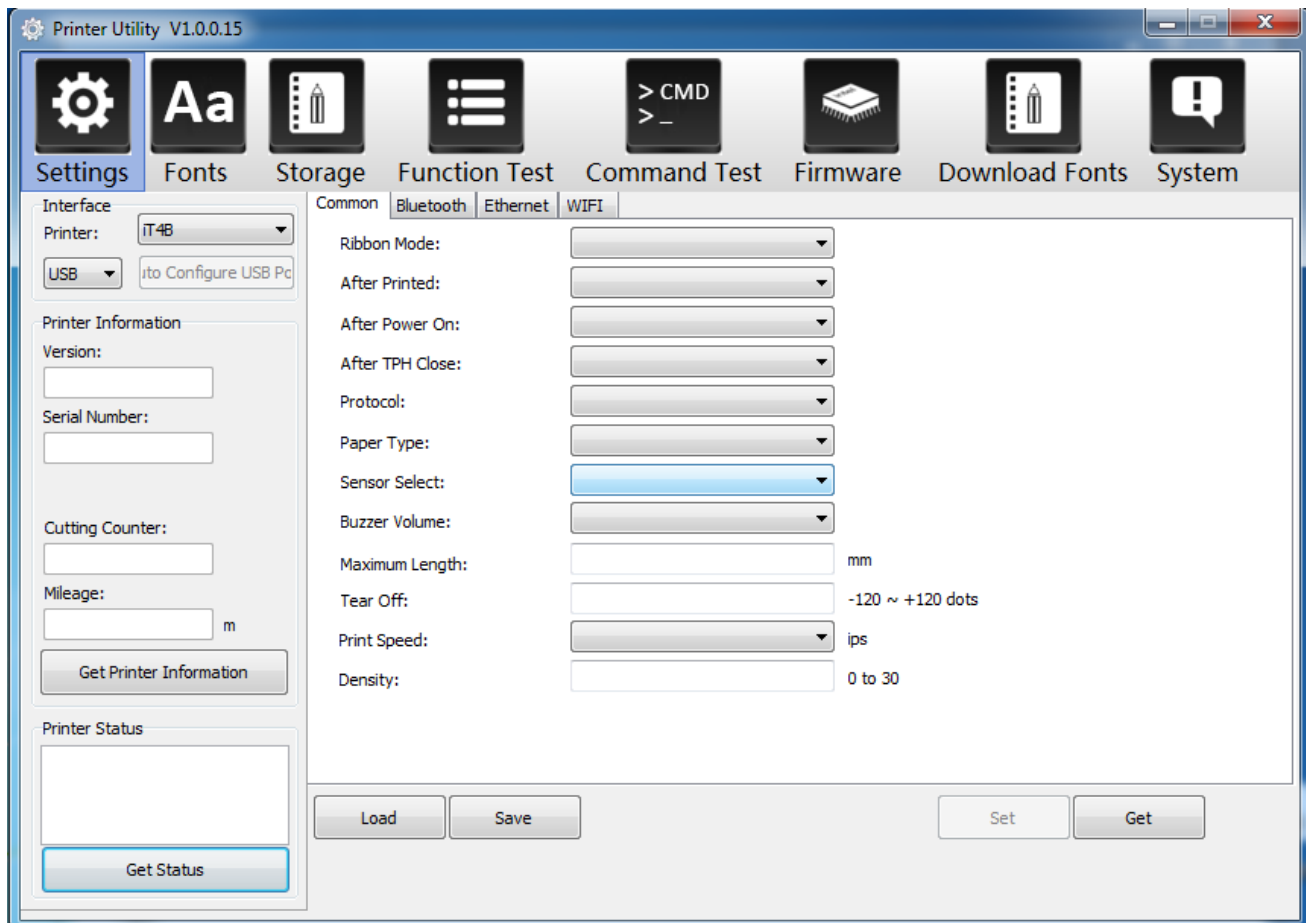 Printer Utility V1.0.0.15
Aa
> CMD
> _
Settings Fonts Storage Function Test Command Test Firmware Download Fonts System
Interface
Printer: iT4B
USB uto Configure USB Po
Printer Information
Version:
Serial Number:
Cutting Counter:
Mileage:
m
Get Printer Information
Printer Status
Get Status
Common Bluetooth Ethernet WIFI
Ribbon Mode:
After Printed:
After Power On:
After TPH Close:
Protocol:
Paper Type:
Sensor Select:
Buzzer Volume:
Maximum Length: mm
Tear Off: -120 ~ +120 dots
Print Speed: ips
Density: 0 to 30
Load Save Set Get